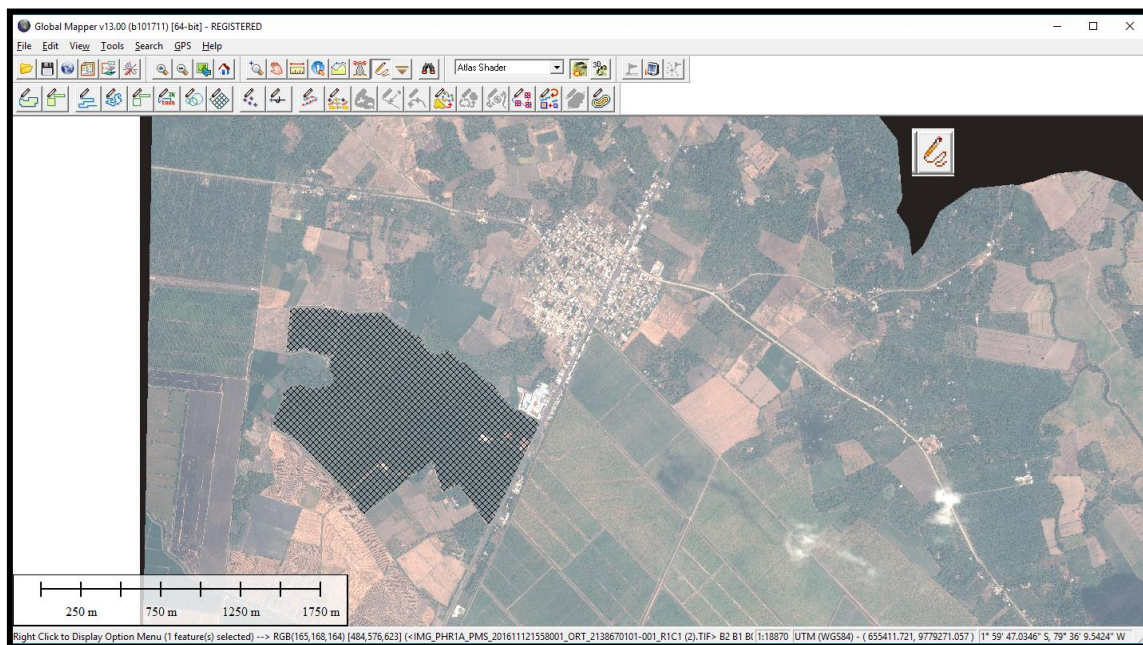 Global Mapper v13.00 (b101711) [64-bit] - REGISTERED
File Edit View Tools Search GPS Help
Atlas Shader
250 m 750 m 1250 m 1750 m
Right Click to Display Option Menu (1 feature(s) selected) --> RGB(165,168,164) [484,576,623] (<IMG_PHR1A_PMS_201611121558001_ORT_2138670101-001_R1C1 (2).TIF> B2 B1 B( 1:18870 UTM (WGS84) - ( 655411.721, 9779271.057 ) 1° 59' 47.0346" S, 79° 36' 9.5424" W